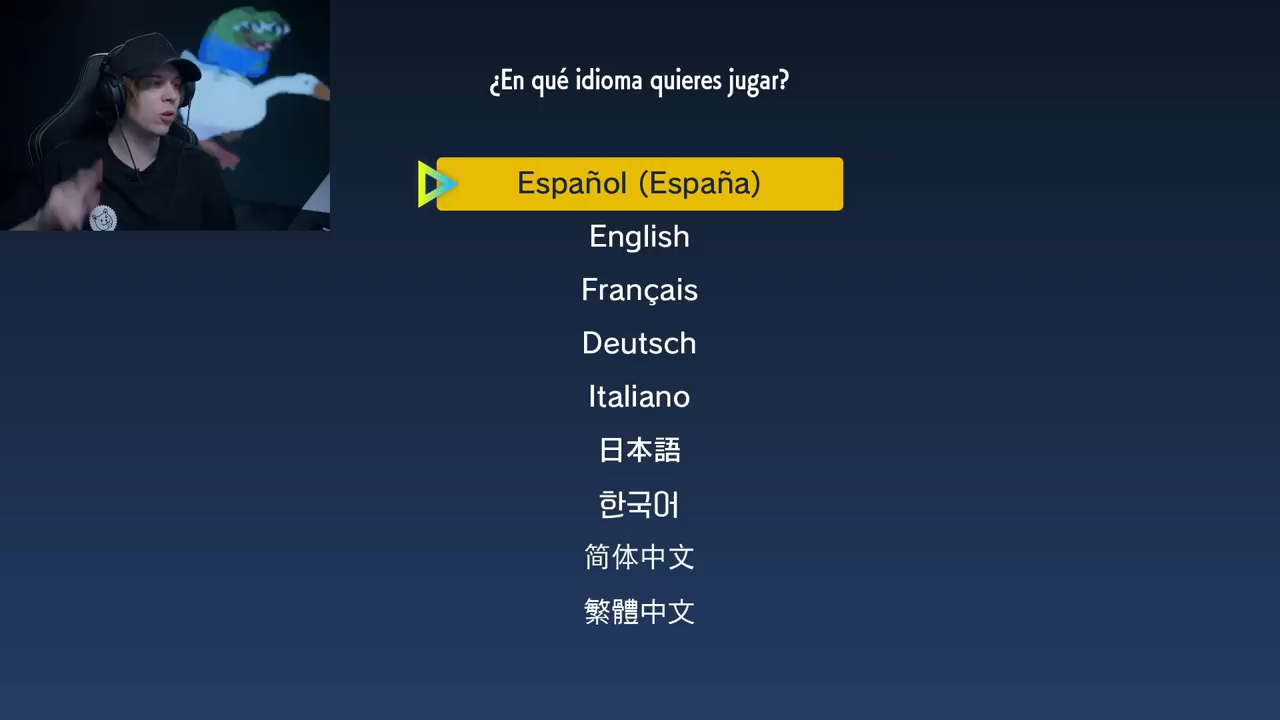 ¿En qué idioma quieres jugar?
Español (España)
English
Français
Deutsch
Italiano
日本語
한국어
简体中文
繁體中文